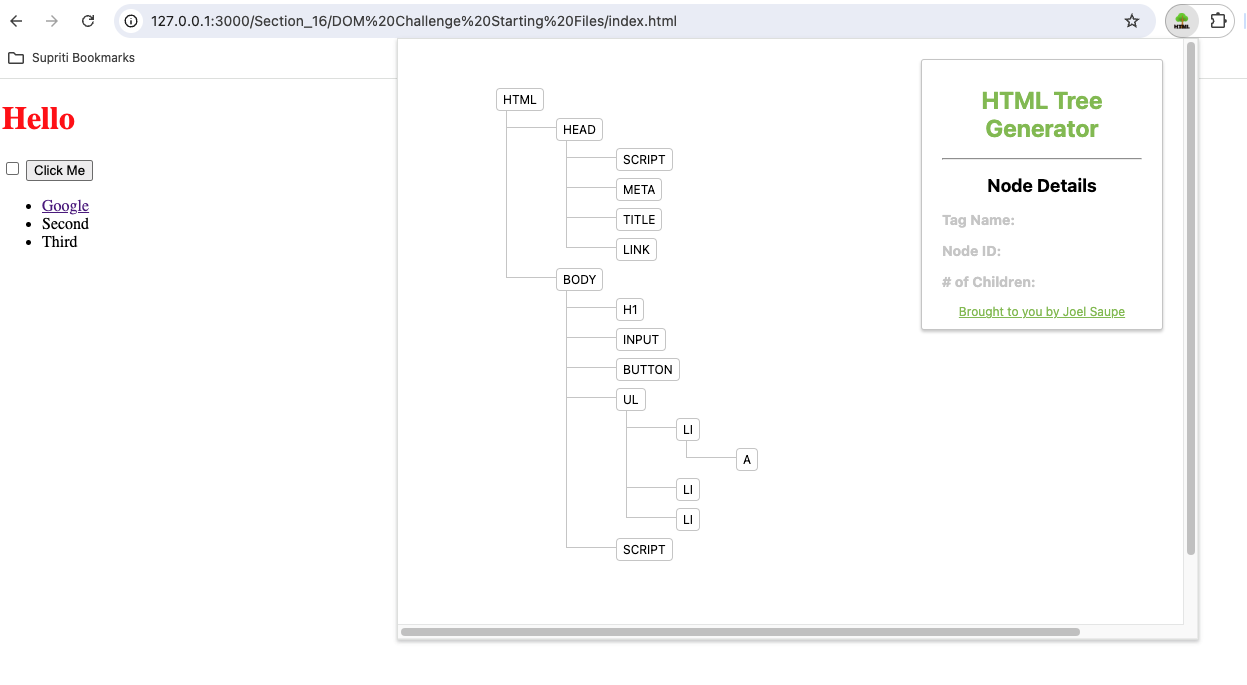 127.0.0.1:3000/Section_16/DOM%20Challenge%20Starting%20Files/index.html
HTML
Supriti Bookmarks
Hello
Click Me
Google
Second
Third
HTML
HEAD
SCRIPT
META
TITLE
LINK
BODY
H1
INPUT
BUTTON
UL
LI
A
LI
LI
SCRIPT
HTML Tree
Generator
Node Details
Tag Name:
Node ID:
# of Children:
Brought to you by Joel Saupe